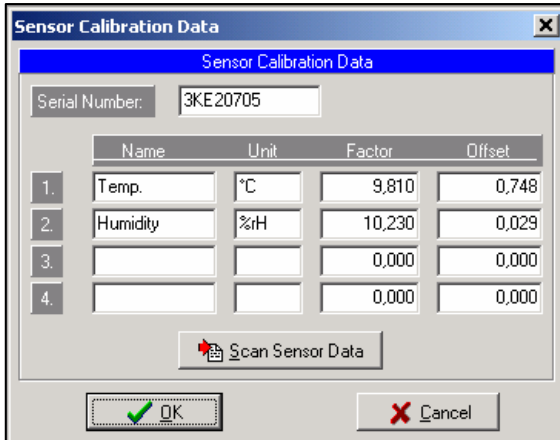 Sensor Calibration Data
Sensor Calibration Data
Serial Number: 3KE20705
Name Unit Factor Offset
1. Temp. °C 9,810 0,748
2. Humidity %rH 10,230 0,029
3. 0,000 0,000
4. 0,000 0,000
Scan Sensor Data
OK Cancel